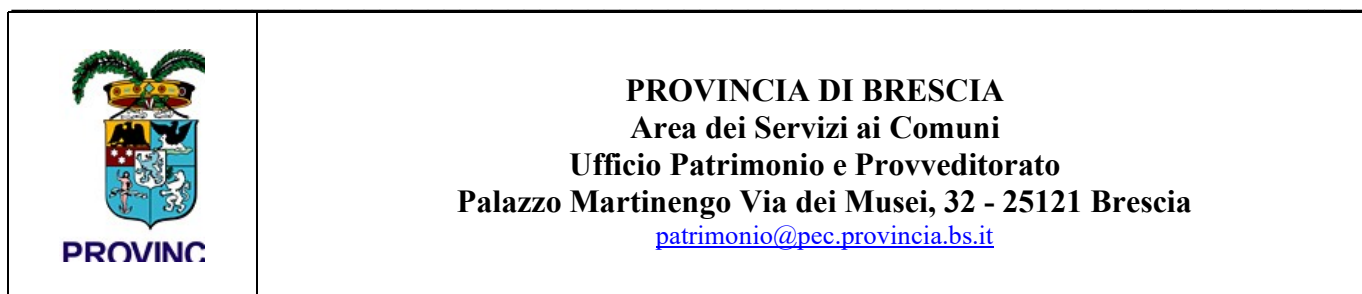 PROVINC
PROVINCIA DI BRESCIA
Area dei Servizi ai Comuni
Ufficio Patrimonio e Provveditorato
Palazzo Martinengo Via dei Musei, 32 - 25121 Brescia
patrimonio@pec.provincia.bs.it